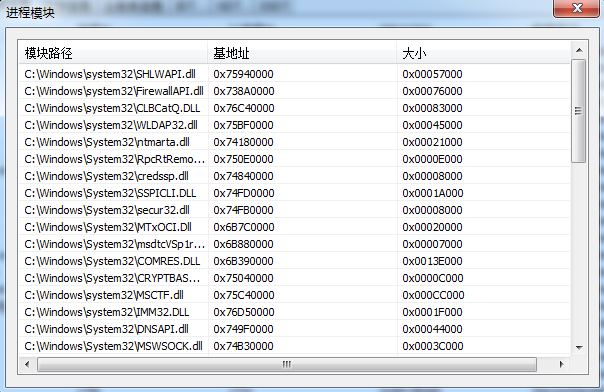 进程模块
模块路径 基地址 大小
C:\Windows\system32\SHLWAPI.dll 0x75940000 0x00057000
C:\Windows\system32\FirewallAPI.dll 0x738A0000 0x00076000
C:\Windows\system32\CLBCatQ.DLL 0x76C40000 0x00083000
C:\Windows\system32\WLDAP32.dll 0x75BF0000 0x00045000
C:\Windows\system32\ntmarta.dll 0x74180000 0x00021000
C:\Windows\System32\RpcRtRemo... 0x750E0000 0x0000E000
C:\Windows\system32\credssp.dll 0x74840000 0x00008000
C:\Windows\System32\SSPICLI.DLL 0x74FD0000 0x0001A000
C:\Windows\system32\secur32.dll 0x74FB0000 0x00008000
C:\Windows\System32\MTxOCI.Dll 0x6B7C0000 0x00020000
C:\Windows\system32\msdtcVSp1r... 0x6B880000 0x00007000
C:\Windows\System32\COMRES.DLL 0x6B390000 0x0013E000
C:\Windows\System32\CRYPTBAS... 0x75040000 0x0000C000
C:\Windows\System32\MSCTF.dll 0x75C40000 0x000CC000
C:\Windows\System32\IMM32.DLL 0x76D50000 0x0001F000
C:\Windows\System32\DNSAPI.dll 0x749F0000 0x00044000
C:\Windows\System32\MSWSOCK.dll 0x74B30000 0x0003C000